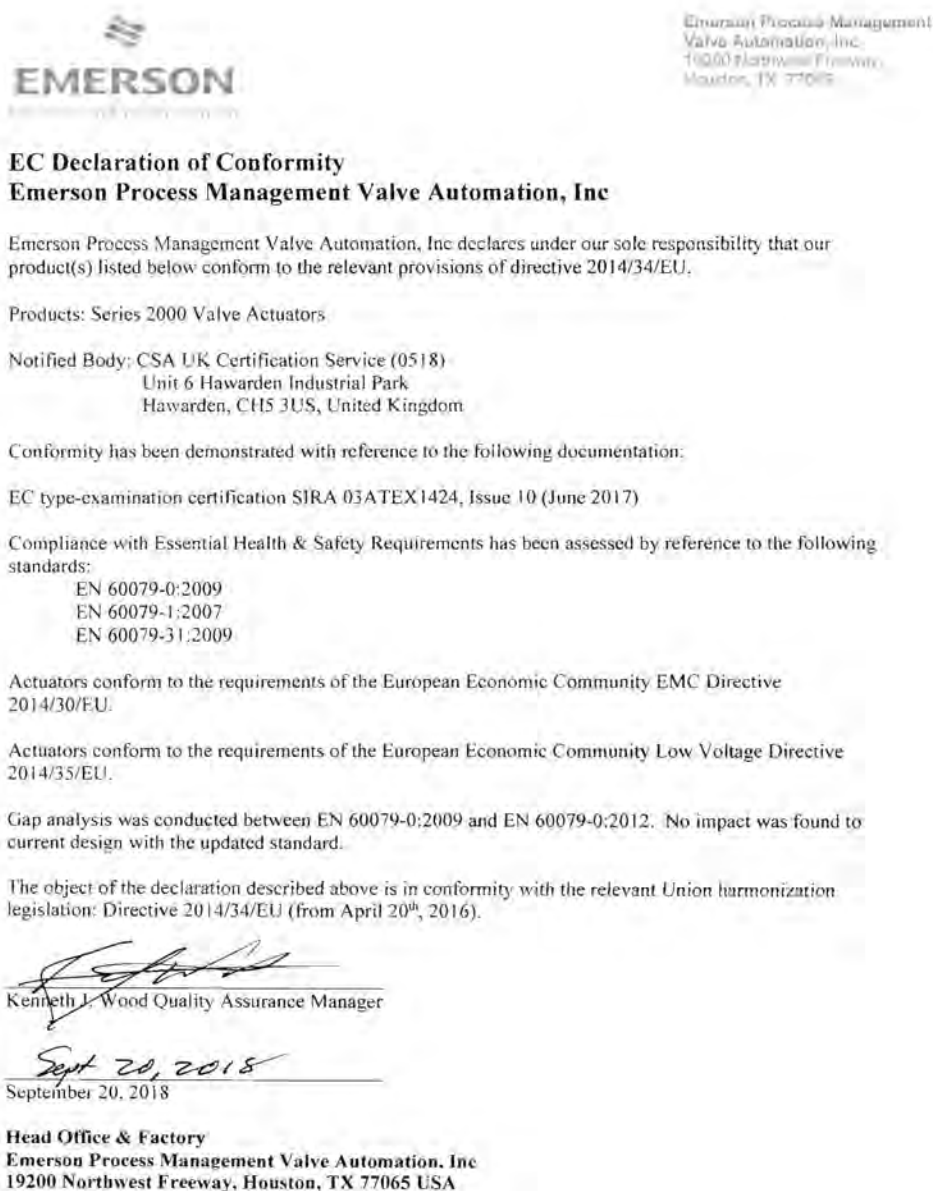 EMERSON
Emerson Process Management
Valve Automation, Inc
Houston, TX 77065
EC Declaration of Conformity
Emerson Process Management Valve Automation, Inc
Emerson Process Management Valve Automation, Inc declares under our sole responsibility that our
product(s) listed below conform to the relevant provisions of directive 2014/34/EU.
Products: Series 2000 Valve Actuators
Notified Body: CSA UK Certification Service (0518)
Unit 6 Hawarden Industrial Park
Hawarden, CH5 3US, United Kingdom
Conformity has been demonstrated with reference to the following documentation:
EC type-examination certification SIRA 03ATEX1424, Issue 10 (June 2017)
Compliance with Essential Health & Safety Requirements has been assessed by reference to the following
standards:
EN 60079-0:2009
EN 60079-1:2007
EN 60079-31:2009
Actuators conform to the requirements of the European Economic Community EMC Directive
2014/30/EU.
Actuators conform to the requirements of the European Economic Community Low Voltage Directive
2014/35/EU.
Gap analysis was conducted between EN 60079-0:2009 and EN 60079-0:2012. No impact was found to
current design with the updated standard.
The object of the declaration described above is in conformity with the relevant Union harmonization
legislation: Directive 2014/34/EU (from April 20th, 2016).
Kenneth J. Wood Quality Assurance Manager
Sept 20, 2018
September 20, 2018
Head Office & Factory
Emerson Process Management Valve Automation, Inc
19200 Northwest Freeway, Houston, TX 77065 USA